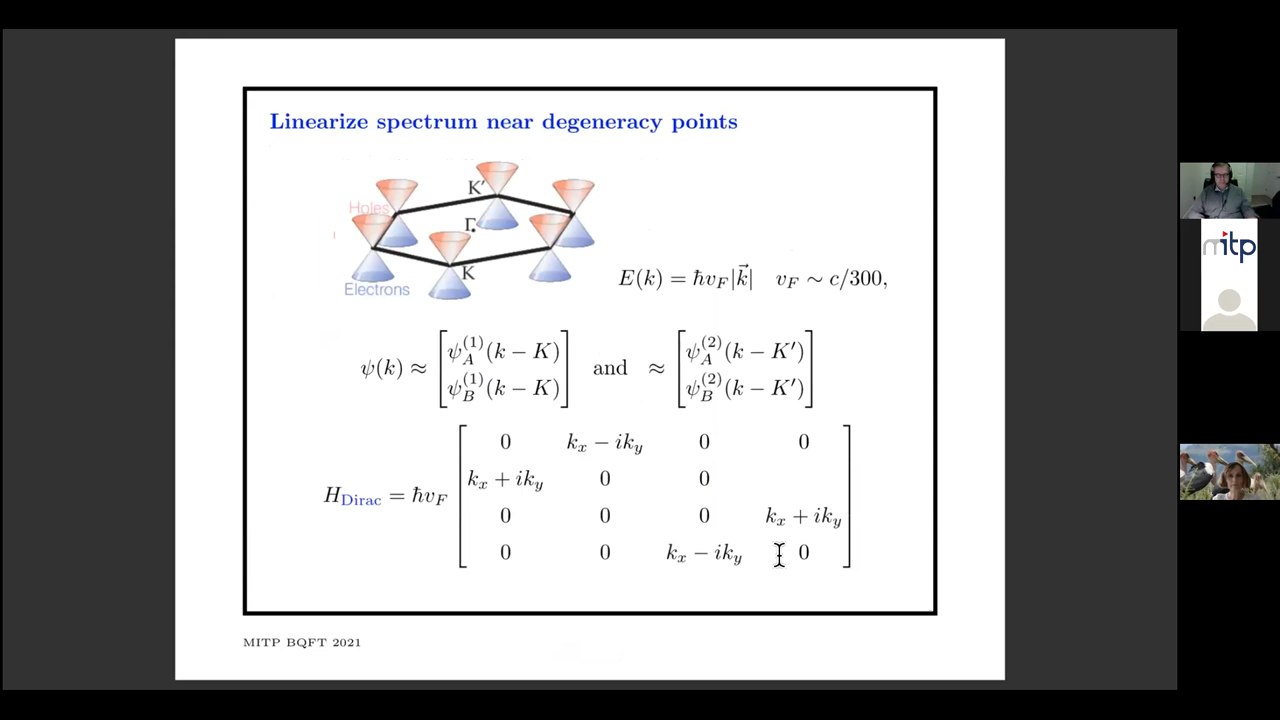 Linearize spectrum near degeneracy points
K′
Holes
Γ
K
Electrons
E(k) = ℏv_F|k⃗|   v_F ∼ c/300,
ψ(k) ≈ [ψ_A^(1)(k − K)   and   ≈ [ψ_A^(2)(k − K′)
ψ_B^(1)(k − K)]   ψ_B^(2)(k − K′)]
0   k_x − ik_y   0   0
k_x + ik_y   0   0
H_Dirac = ℏv_F
0   0   0   k_x + ik_y
0   0   k_x − ik_y   0
MITP BQFT 2021
mitp